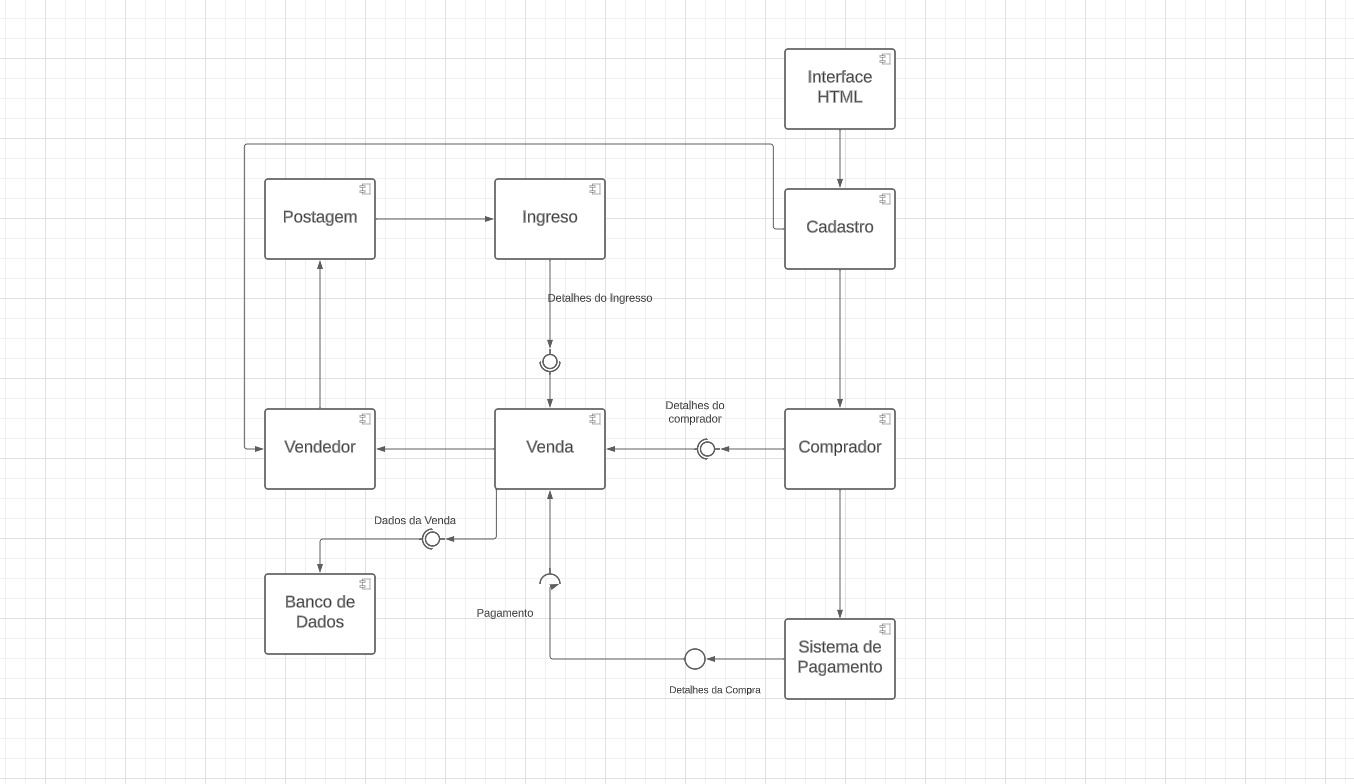 Interface
HTML
Postagem
Ingreso
Cadastro
Detalhes do Ingresso
Detalhes do
comprador
Vendedor
Venda
Comprador
Dados da Venda
Banco de
Dados
Pagamento
Sistema de
Pagamento
Detalhes da Compra